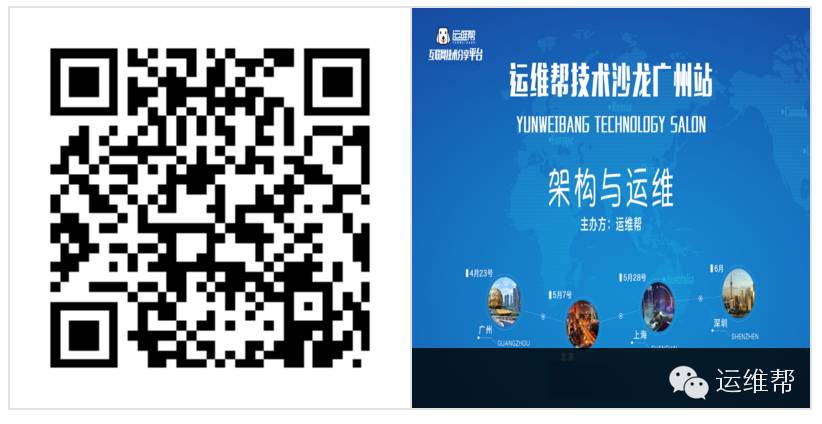 运维帮
互联网技术分享平台
运维帮技术沙龙广州站
YUNWEIBANG TECHNOLOGY SALON
架构与运维
主办方：运维帮
4月23号
广州
GUANGZHOU
5月7号
北京
5月28号
上海
SHANGHAI
6月
深圳
SHENZHEN
运维帮